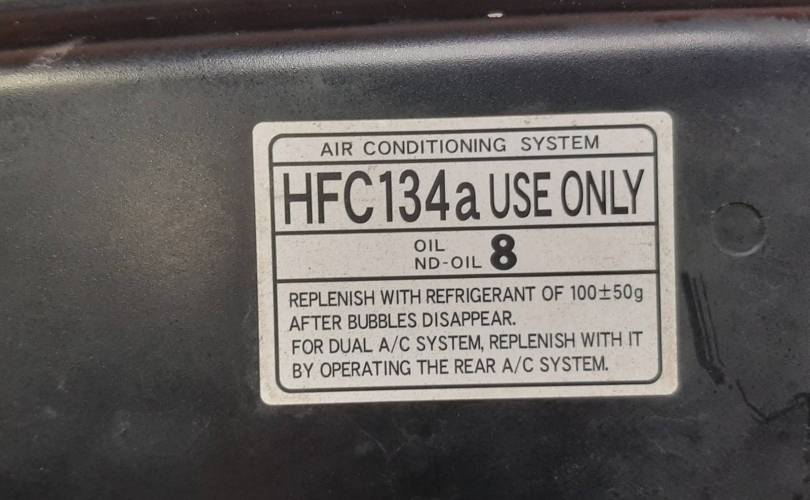 AIR CONDITIONING SYSTEM
HFC134a USE ONLY
OIL
ND-OIL 8
REPLENISH WITH REFRIGERANT OF 100±50g
AFTER BUBBLES DISAPPEAR.
FOR DUAL A/C SYSTEM, REPLENISH WITH IT
BY OPERATING THE REAR A/C SYSTEM.